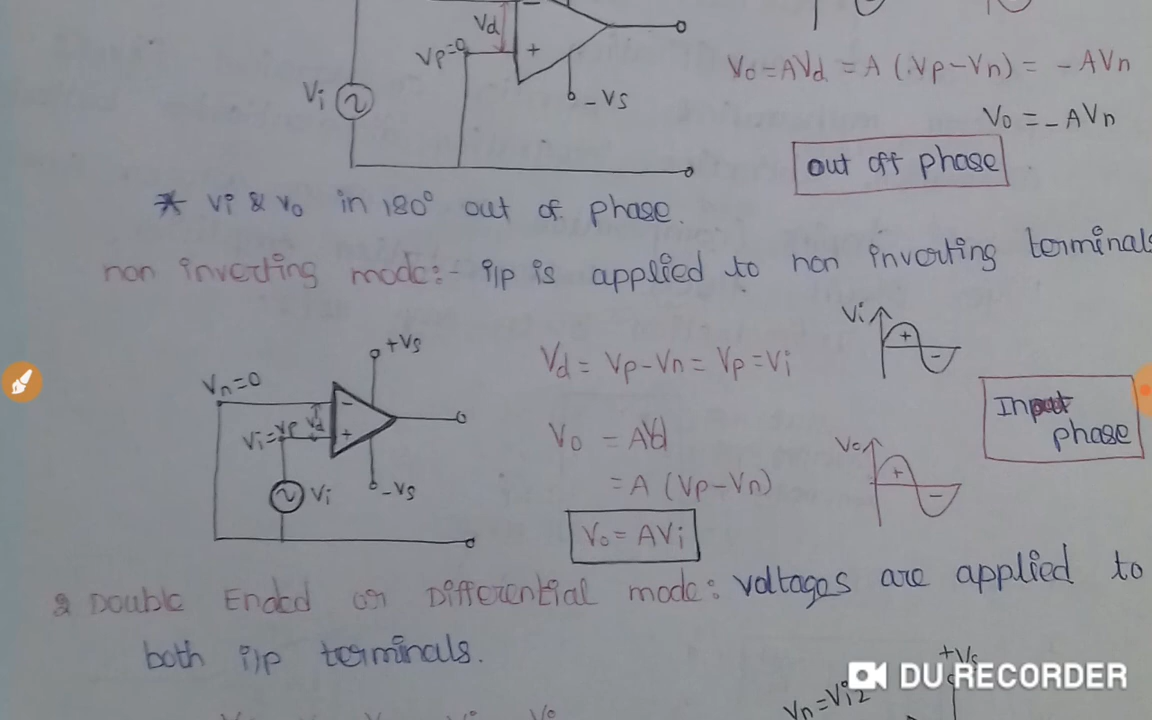 Vd
Vp=0
Vi
-Vs
Vo=AVd = A (Vp-Vn) = -AVn
Vo = -AVn
out off phase
* Vi & Vo in 180° out of phase.
non inverting mode:- i/p is applied to non inverting terminals
+Vs
Vn=0
Vi=Vp
Vd
-
+
Vi
-Vs
Vd = Vp-Vn = Vp=Vi
Vo = AVd
= A (Vp-Vn)
Vo = AVi
Vi
+
-
Vo
+
-
Input
phase
2 Double Ended or Differential mode: voltages are applied to
both i/p terminals.
+Vs
Vn=Vi2
DU RECORDER